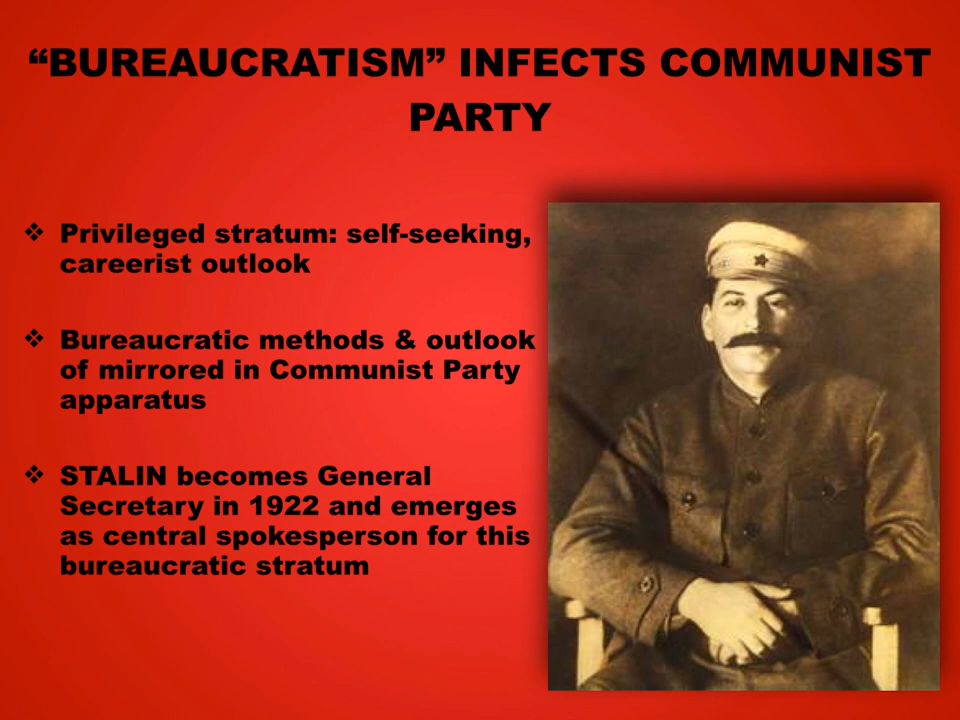 “BUREAUCRATISM” INFECTS COMMUNIST
PARTY
❖ Privileged stratum: self-seeking,
careerist outlook
❖ Bureaucratic methods & outlook
of mirrored in Communist Party
apparatus
❖ STALIN becomes General
Secretary in 1922 and emerges
as central spokesperson for this
bureaucratic stratum